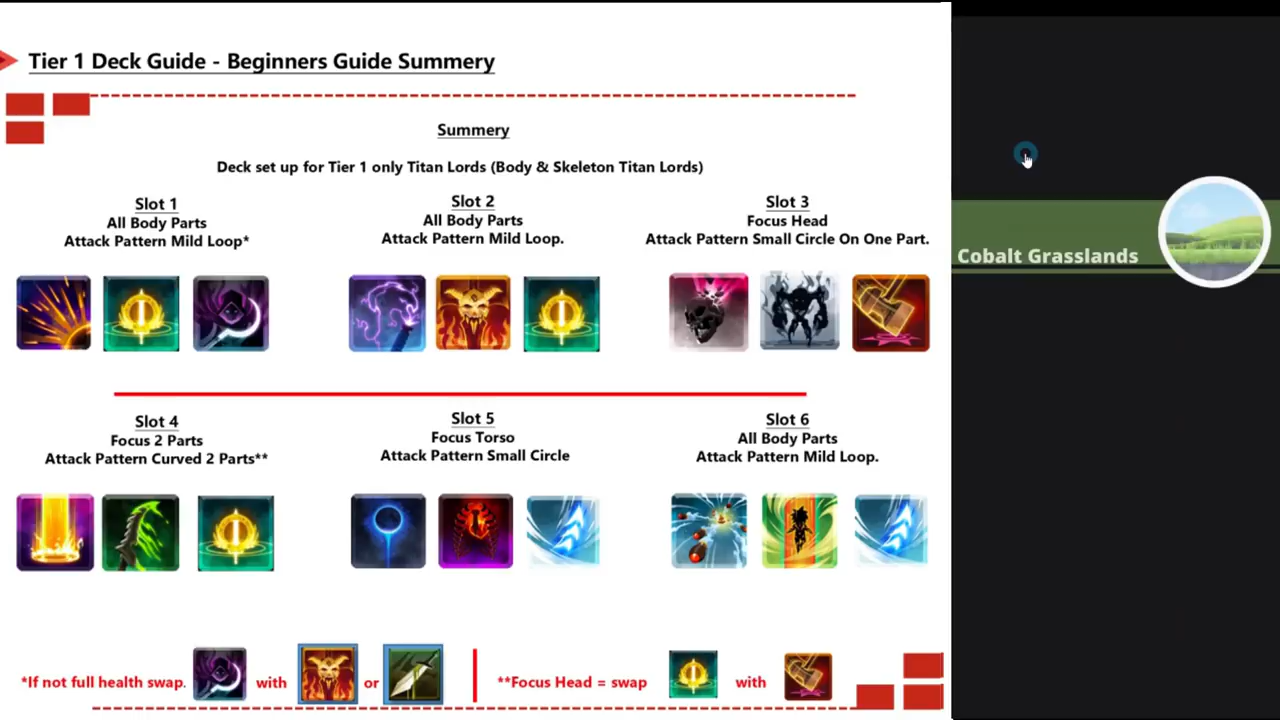 Tier 1 Deck Guide - Beginners Guide Summery
Summery
Deck set up for Tier 1 only Titan Lords (Body & Skeleton Titan Lords)
Slot 1
All Body Parts
Attack Pattern Mild Loop*
Slot 2
All Body Parts
Attack Pattern Mild Loop.
Slot 3
Focus Head
Attack Pattern Small Circle On One Part.
Cobalt Grasslands
Slot 4
Focus 2 Parts
Attack Pattern Curved 2 Parts**
Slot 5
Focus Torso
Attack Pattern Small Circle
Slot 6
All Body Parts
Attack Pattern Mild Loop.
*If not full health swap. with or
**Focus Head = swap with